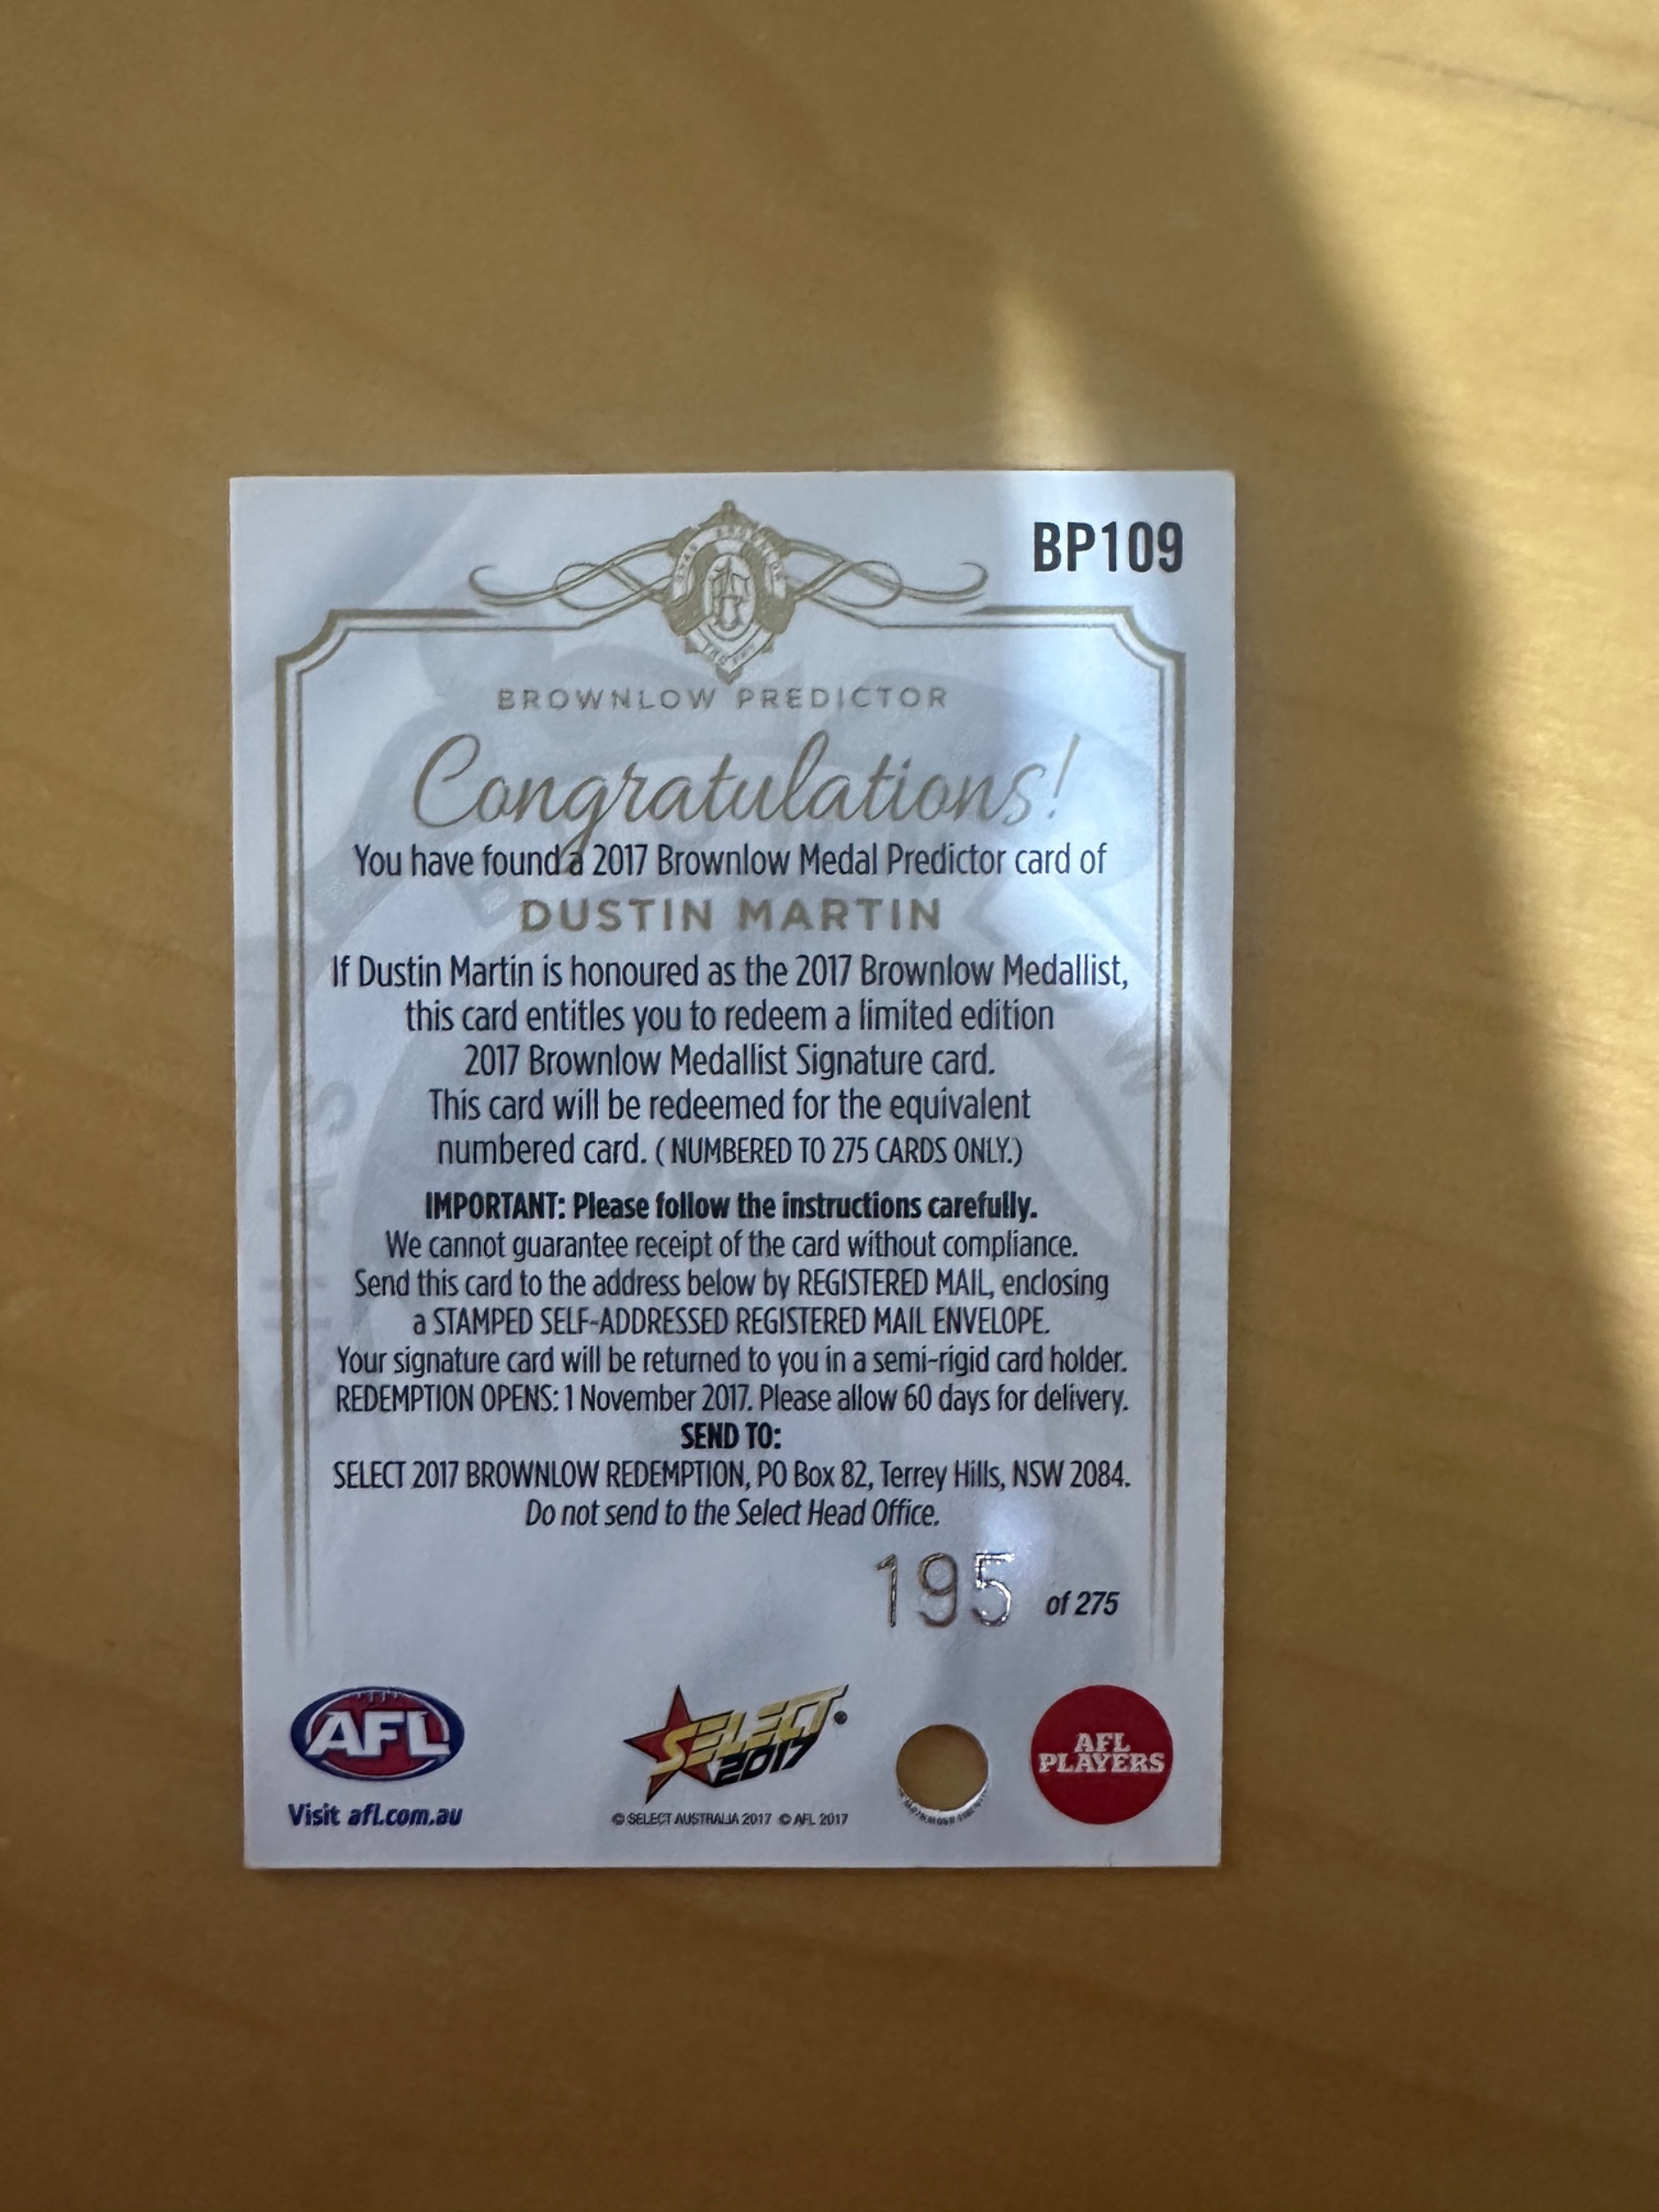 BP109
BROWNLOW PREDICTOR
Congratulations!
You have found a 2017 Brownlow Medal Predictor card of
DUSTIN MARTIN
If Dustin Martin is honoured as the 2017 Brownlow Medallist,
this card entitles you to redeem a limited edition
2017 Brownlow Medallist Signature card.
This card will be redeemed for the equivalent
numbered card. ( NUMBERED TO 275 CARDS ONLY.)
IMPORTANT: Please follow the instructions carefully.
We cannot guarantee receipt of the card without compliance.
Send this card to the address below by REGISTERED MAIL, enclosing
a STAMPED SELF-ADDRESSED REGISTERED MAIL ENVELOPE.
Your signature card will be returned to you in a semi-rigid card holder.
REDEMPTION OPENS: 1 November 2017. Please allow 60 days for delivery.
SEND TO:
SELECT 2017 BROWNLOW REDEMPTION, PO Box 82, Terrey Hills, NSW 2084.
Do not send to the Select Head Office.
195 of 275
AFL
Visit afl.com.au
SELECT
2017
© SELECT AUSTRALIA 2017 © AFL 2017
AFL
PLAYERS